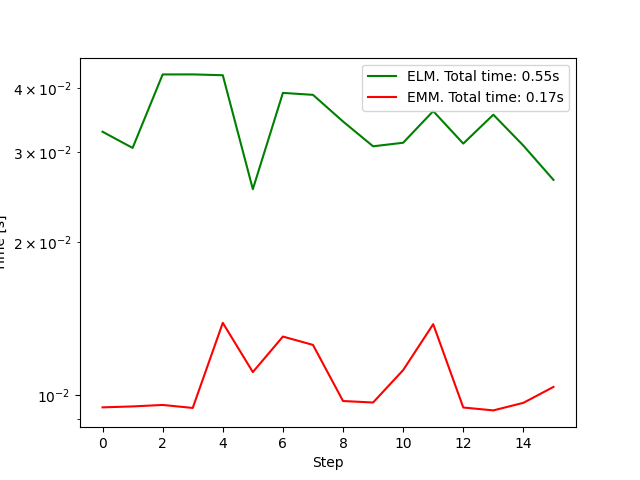 ELM. Total time: 0.55s
EMM. Total time: 0.17s
4 × 10⁻²
3 × 10⁻²
2 × 10⁻²
10⁻²
Time [s]
0 2 4 6 8 10 12 14
Step